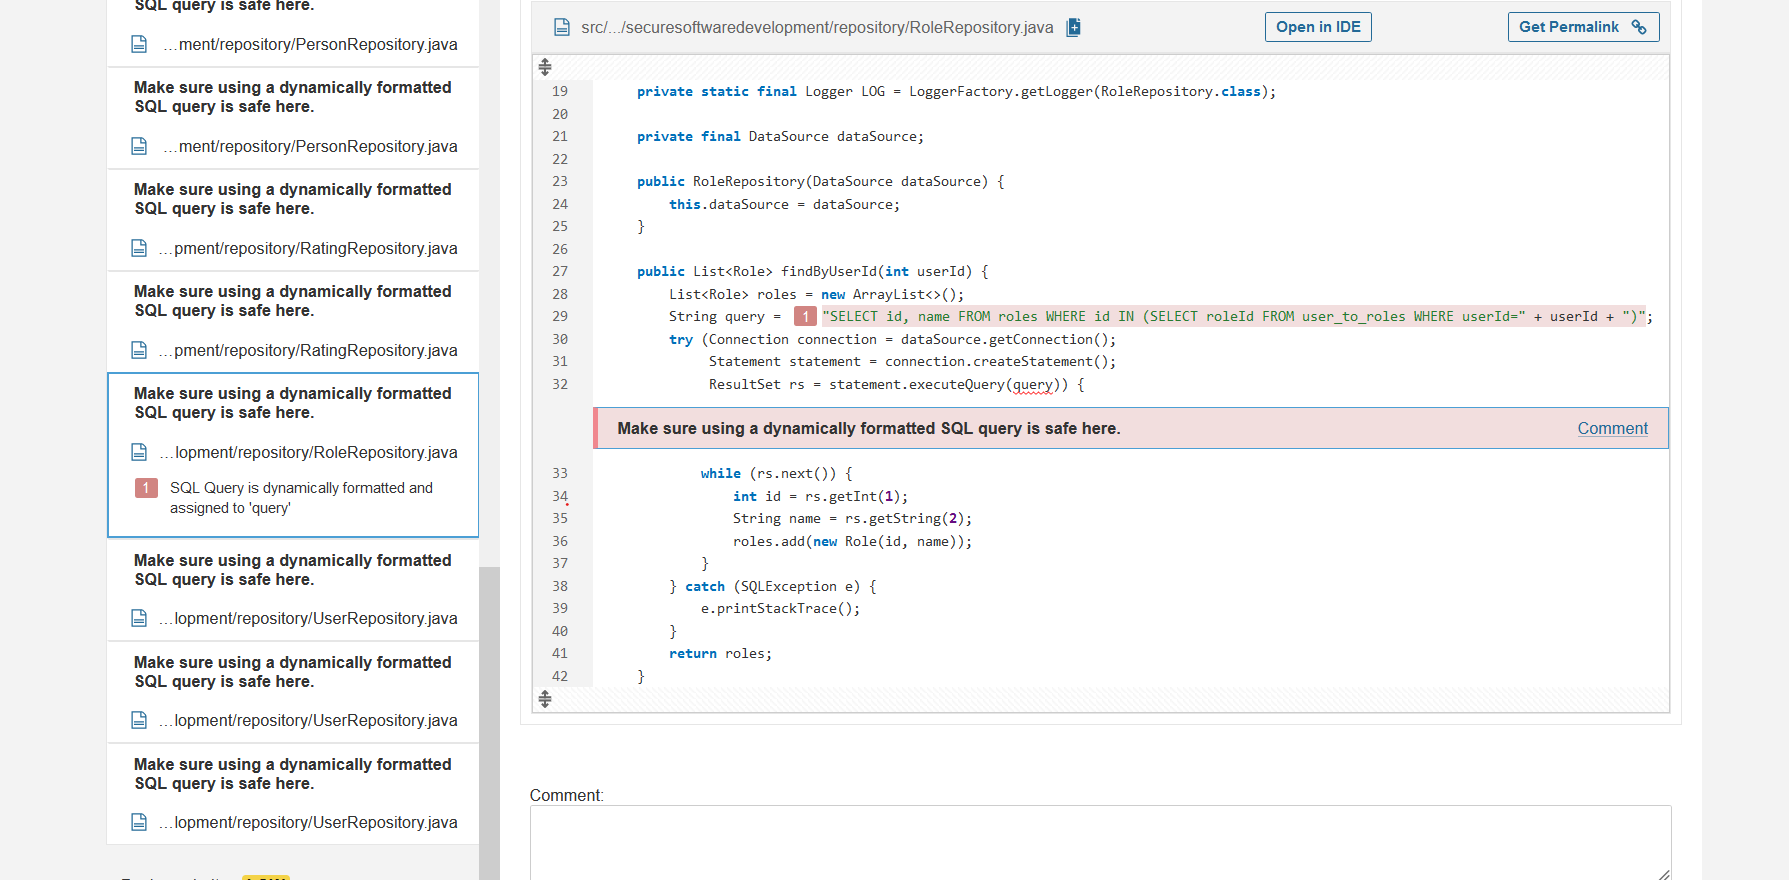 SQL query is safe here.
...ment/repository/PersonRepository.java
Make sure using a dynamically formatted
SQL query is safe here.
...ment/repository/PersonRepository.java
Make sure using a dynamically formatted
SQL query is safe here.
...pment/repository/RatingRepository.java
Make sure using a dynamically formatted
SQL query is safe here.
...pment/repository/RatingRepository.java
Make sure using a dynamically formatted
SQL query is safe here.
...lopment/repository/RoleRepository.java
1 SQL Query is dynamically formatted and
assigned to 'query'
Make sure using a dynamically formatted
SQL query is safe here.
...lopment/repository/UserRepository.java
Make sure using a dynamically formatted
SQL query is safe here.
...lopment/repository/UserRepository.java
Make sure using a dynamically formatted
SQL query is safe here.
...lopment/repository/UserRepository.java
src/.../securesoftwaredevelopment/repository/RoleRepository.java Open in IDE Get Permalink
19 private static final Logger LOG = LoggerFactory.getLogger(RoleRepository.class);
20
21 private final DataSource dataSource;
22
23 public RoleRepository(DataSource dataSource) {
24 this.dataSource = dataSource;
25 }
26
27 public List<Role> findByUserId(int userId) {
28 List<Role> roles = new ArrayList<>();
29 String query = 1 "SELECT id, name FROM roles WHERE id IN (SELECT roleId FROM user_to_roles WHERE userId=" + userId + ")";
30 try (Connection connection = dataSource.getConnection();
31 Statement statement = connection.createStatement();
32 ResultSet rs = statement.executeQuery(query)) {
Make sure using a dynamically formatted SQL query is safe here. Comment
33 while (rs.next()) {
34 int id = rs.getInt(1);
35 String name = rs.getString(2);
36 roles.add(new Role(id, name));
37 }
38 } catch (SQLException e) {
39 e.printStackTrace();
40 }
41 return roles;
42 }
Comment: